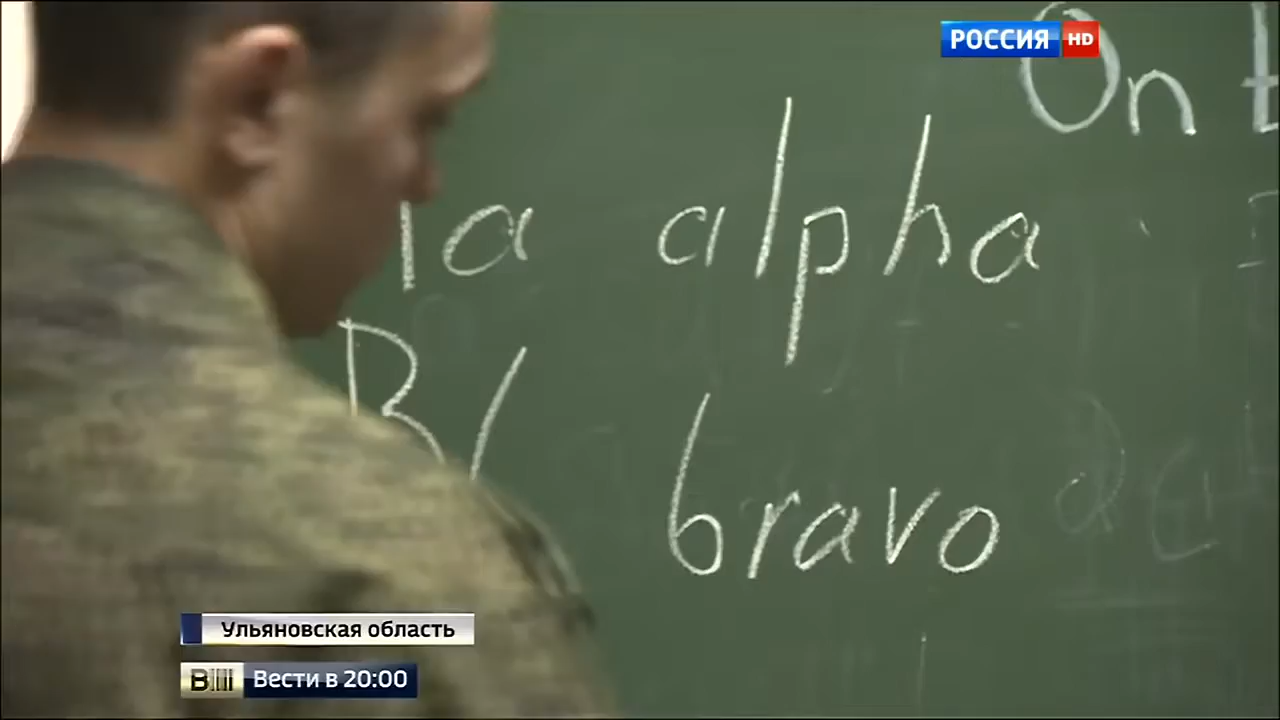 РОССИЯ HD
On
a alpha
B b bravo
Ульяновская область
Вести в 20:00